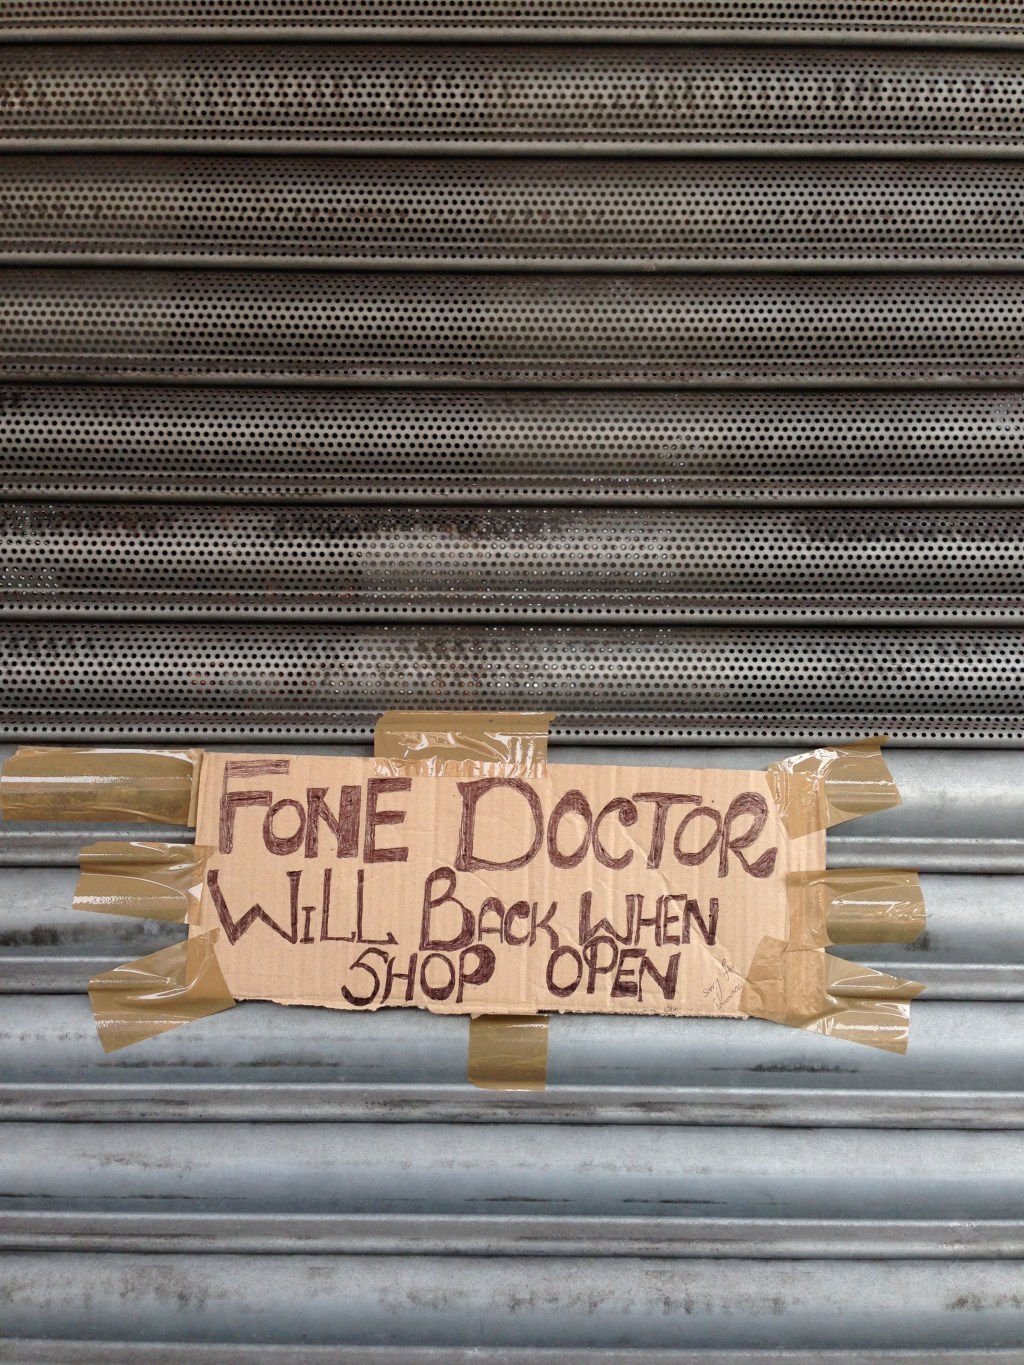 FONE DOCTOR
WiLL BACK WHEN
SHOP OPEN